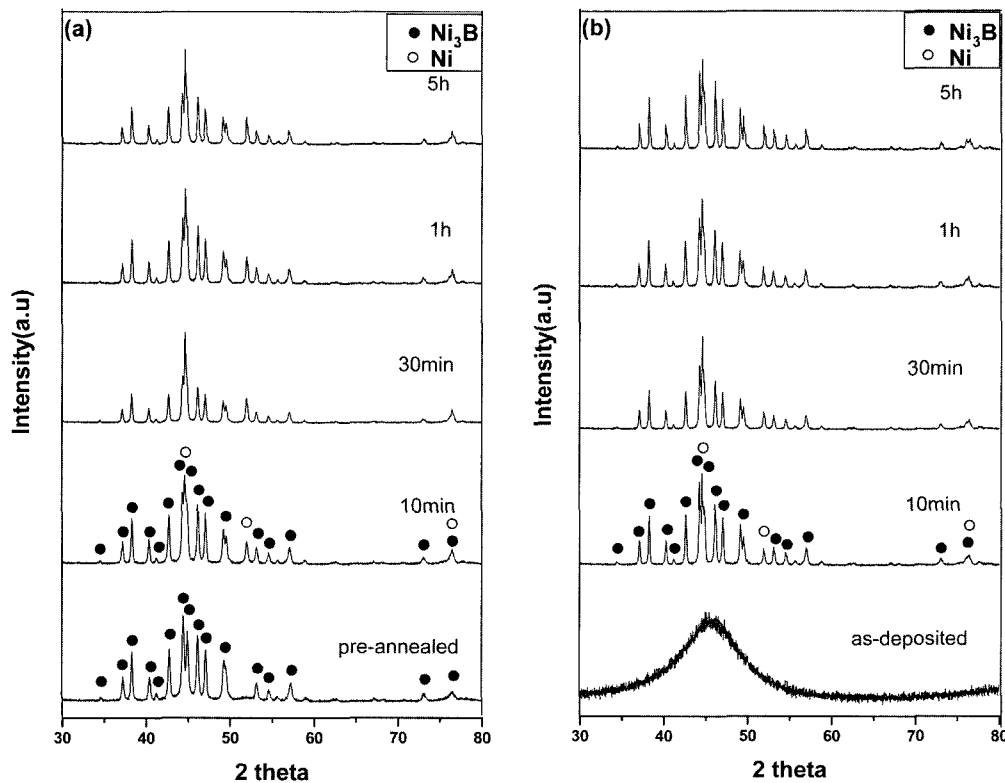 (a)
● Ni₃B
○ Ni
5h
1h
30min
10min
pre-annealed
Intensity(a.u)
30 40 50 60 70 80
2 theta
(b)
● Ni₃B
○ Ni
5h
1h
30min
10min
as-deposited
Intensity(a.u)
30 40 50 60 70 80
2 theta